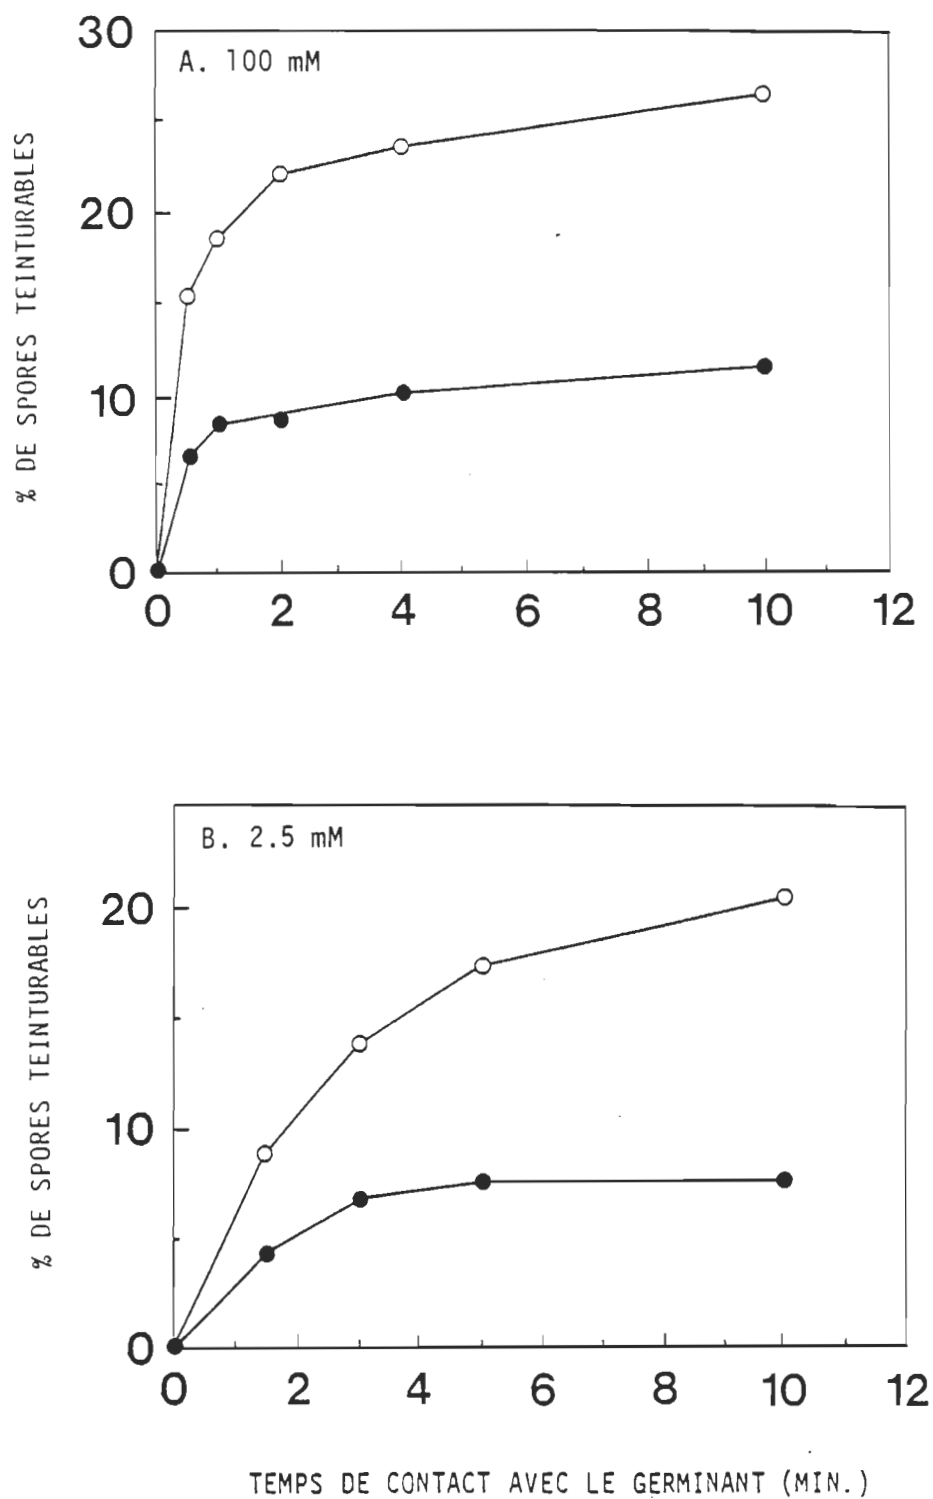 A. 100 mM
% DE SPORES TEINTURABLES
30
20
10
0
0 2 4 6 8 10 12
B. 2.5 mM
% DE SPORES TEINTURABLES
20
10
0
0 2 4 6 8 10 12
TEMPS DE CONTACT AVEC LE GERMINANT (MIN.)